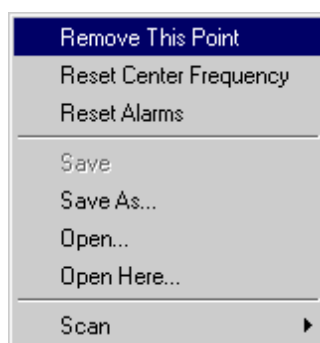 Remove This Point
Reset Center Frequency
Reset Alarms
Save
Save As...
Open...
Open Here...
Scan